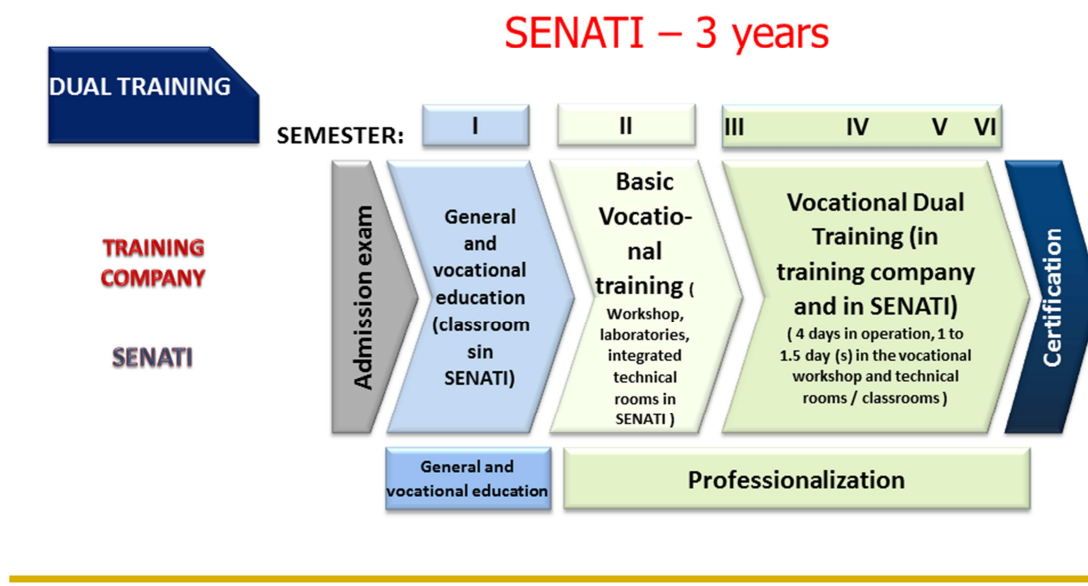 SENATI – 3 years
DUAL TRAINING
SEMESTER:
I
II
III IV V VI
TRAINING
COMPANY
SENATI
Admission exam
General
and
vocational
education
(classroom
sin
SENATI)
Basic
Vocatio-
nal
training (
Workshop,
laboratories,
integrated
technical
rooms in
SENATI )
Vocational Dual
Training (in
training company
and in SENATI)
( 4 days in operation, 1 to
1.5 day (s) in the vocational
workshop and technical
rooms / classrooms )
Certification
General and
vocational education
Professionalization